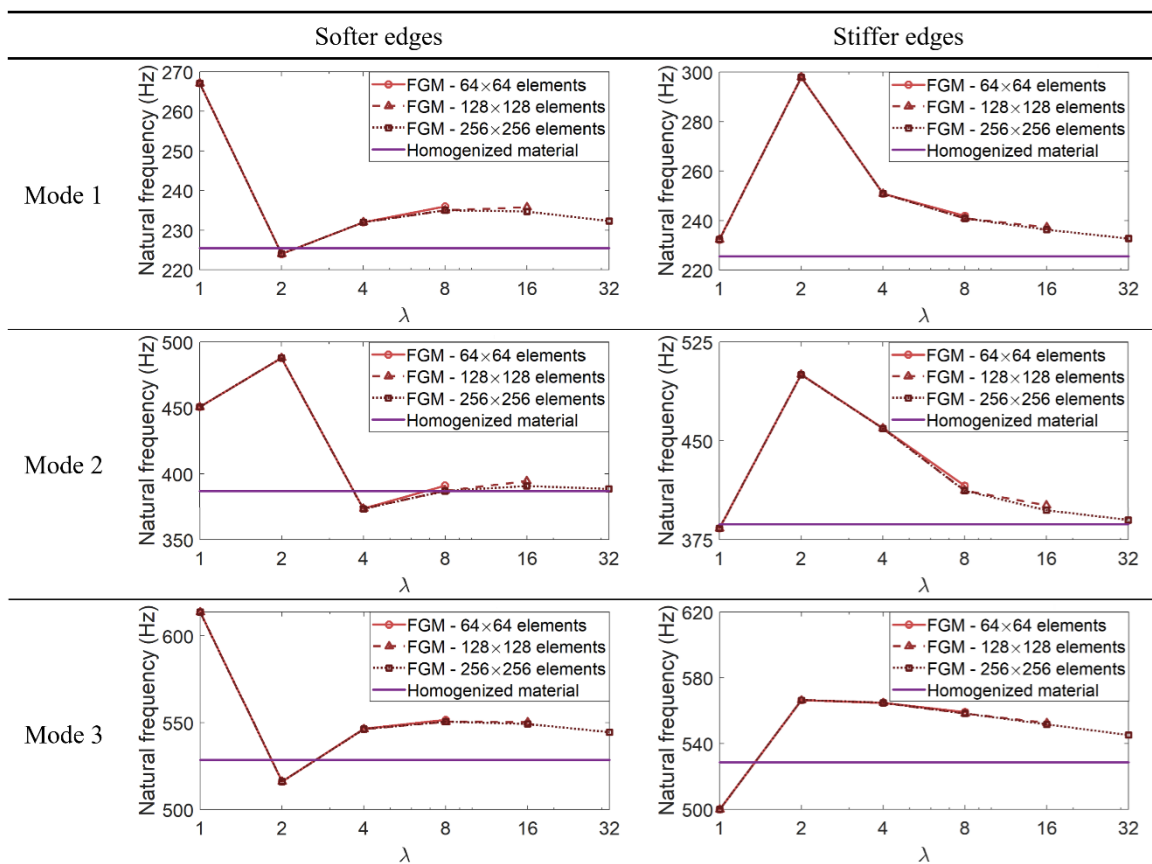 Softer edges Stiffer edges
Mode 1
Natural frequency (Hz)
270
260
250
240
230
220
1 2 4 8 16 32
λ
FGM - 64×64 elements
FGM - 128×128 elements
FGM - 256×256 elements
Homogenized material
Natural frequency (Hz)
300
280
260
240
220
1 2 4 8 16 32
λ
FGM - 64×64 elements
FGM - 128×128 elements
FGM - 256×256 elements
Homogenized material
Mode 2
Natural frequency (Hz)
500
450
400
350
1 2 4 8 16 32
λ
FGM - 64×64 elements
FGM - 128×128 elements
FGM - 256×256 elements
Homogenized material
Natural frequency (Hz)
525
450
375
1 2 4 8 16 32
λ
FGM - 64×64 elements
FGM - 128×128 elements
FGM - 256×256 elements
Homogenized material
Mode 3
Natural frequency (Hz)
600
550
500
1 2 4 8 16 32
λ
FGM - 64×64 elements
FGM - 128×128 elements
FGM - 256×256 elements
Homogenized material
Natural frequency (Hz)
620
580
540
500
1 2 4 8 16 32
λ
FGM - 64×64 elements
FGM - 128×128 elements
FGM - 256×256 elements
Homogenized material